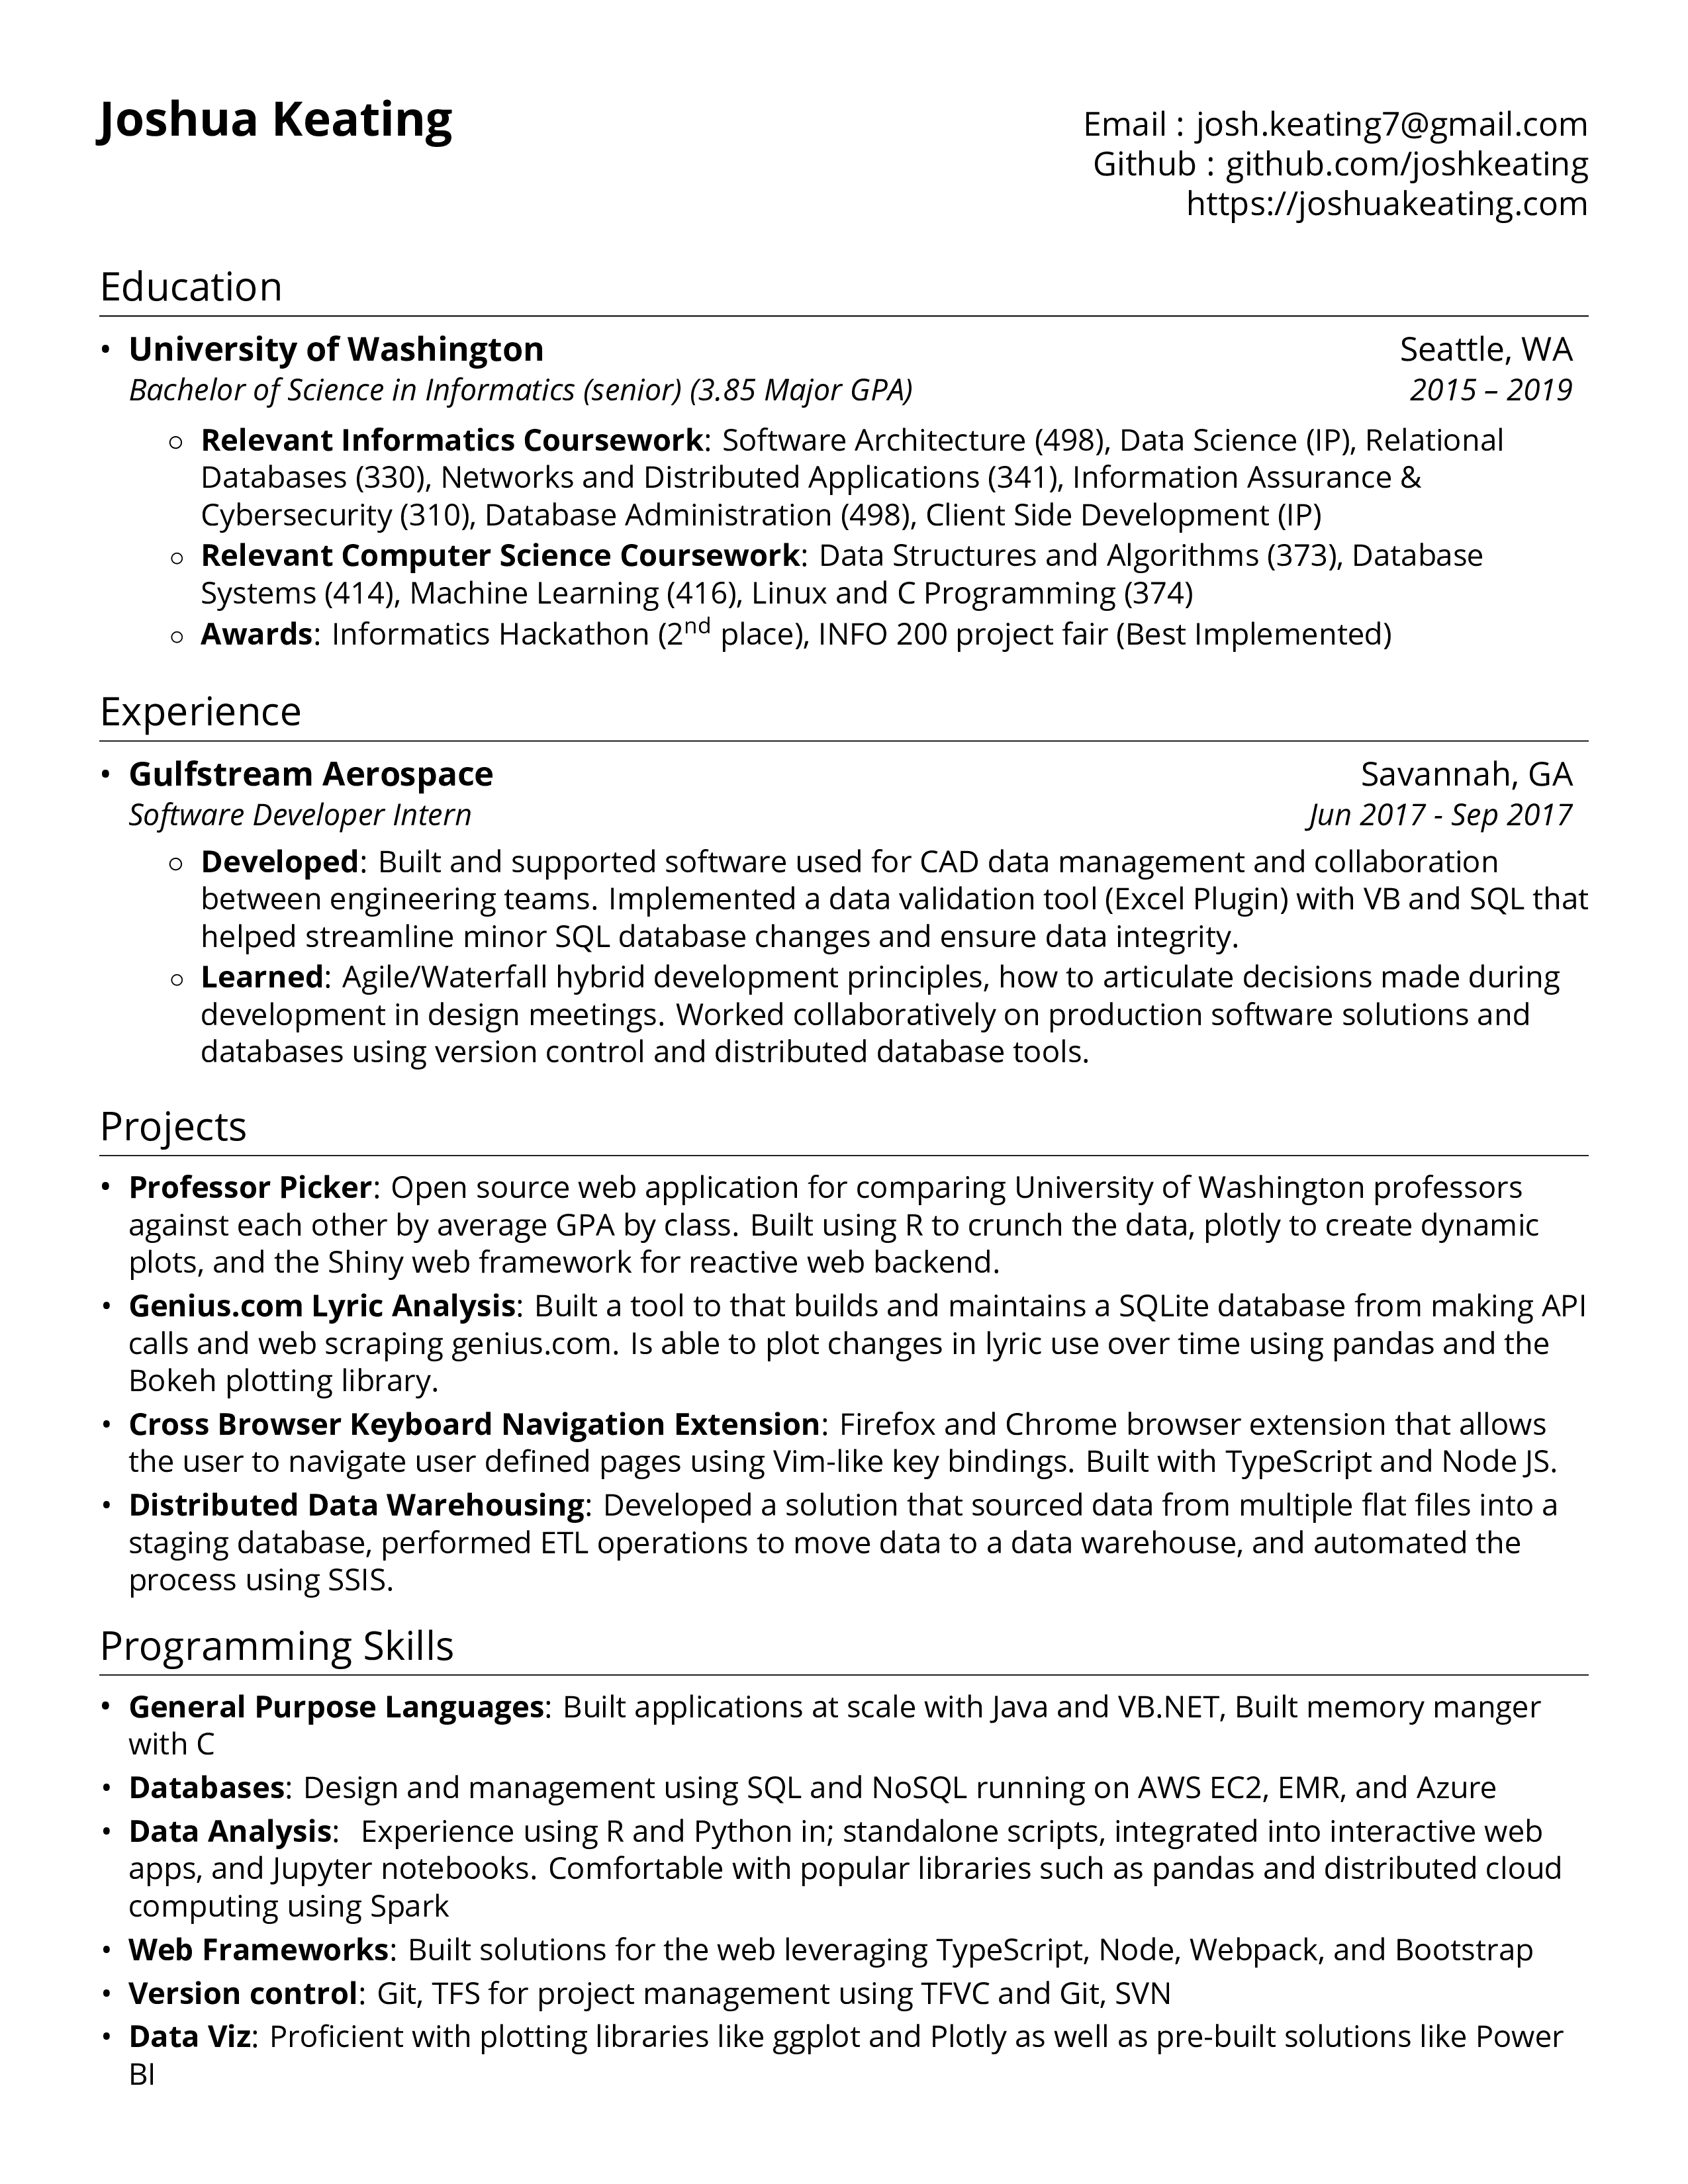 Joshua Keating
Email : josh.keating7@gmail.com
Github : github.com/joshkeating
https://joshuakeating.com
Education
• University of Washington Seattle, WA
Bachelor of Science in Informatics (senior) (3.85 Major GPA) 2015 – 2019
○ Relevant Informatics Coursework: Software Architecture (498), Data Science (IP), Relational
Databases (330), Networks and Distributed Applications (341), Information Assurance &
Cybersecurity (310), Database Administration (498), Client Side Development (IP)
○ Relevant Computer Science Coursework: Data Structures and Algorithms (373), Database
Systems (414), Machine Learning (416), Linux and C Programming (374)
○ Awards: Informatics Hackathon (2nd place), INFO 200 project fair (Best Implemented)
Experience
• Gulfstream Aerospace Savannah, GA
Software Developer Intern Jun 2017 - Sep 2017
○ Developed: Built and supported software used for CAD data management and collaboration
between engineering teams. Implemented a data validation tool (Excel Plugin) with VB and SQL that
helped streamline minor SQL database changes and ensure data integrity.
○ Learned: Agile/Waterfall hybrid development principles, how to articulate decisions made during
development in design meetings. Worked collaboratively on production software solutions and
databases using version control and distributed database tools.
Projects
• Professor Picker: Open source web application for comparing University of Washington professors
against each other by average GPA by class. Built using R to crunch the data, plotly to create dynamic
plots, and the Shiny web framework for reactive web backend.
• Genius.com Lyric Analysis: Built a tool to that builds and maintains a SQLite database from making API
calls and web scraping genius.com. Is able to plot changes in lyric use over time using pandas and the
Bokeh plotting library.
• Cross Browser Keyboard Navigation Extension: Firefox and Chrome browser extension that allows
the user to navigate user defined pages using Vim-like key bindings. Built with TypeScript and Node JS.
• Distributed Data Warehousing: Developed a solution that sourced data from multiple flat files into a
staging database, performed ETL operations to move data to a data warehouse, and automated the
process using SSIS.
Programming Skills
• General Purpose Languages: Built applications at scale with Java and VB.NET, Built memory manger
with C
• Databases: Design and management using SQL and NoSQL running on AWS EC2, EMR, and Azure
• Data Analysis: Experience using R and Python in; standalone scripts, integrated into interactive web
apps, and Jupyter notebooks. Comfortable with popular libraries such as pandas and distributed cloud
computing using Spark
• Web Frameworks: Built solutions for the web leveraging TypeScript, Node, Webpack, and Bootstrap
• Version control: Git, TFS for project management using TFVC and Git, SVN
• Data Viz: Proficient with plotting libraries like ggplot and Plotly as well as pre-built solutions like Power
BI